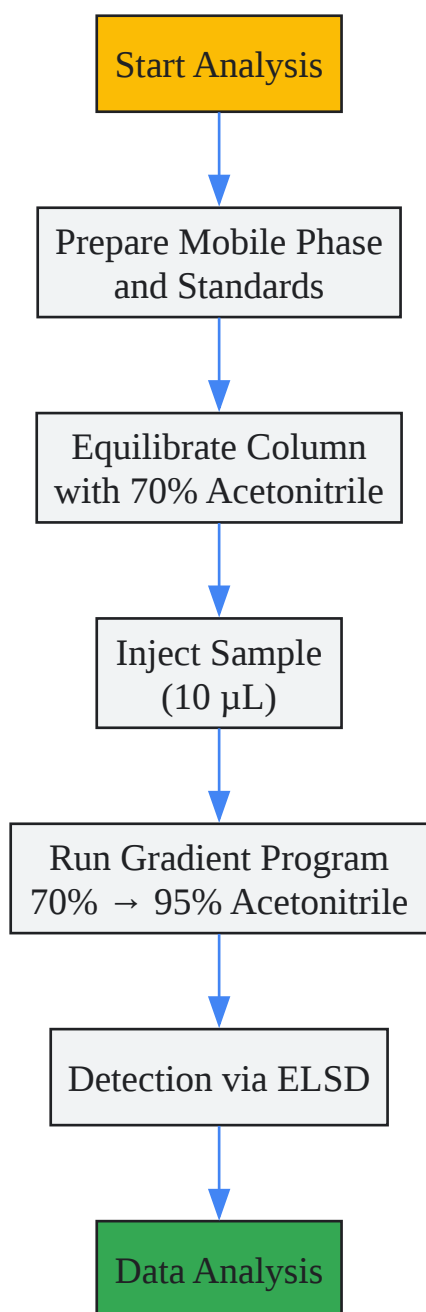 Start Analysis
Prepare Mobile Phase
and Standards
Equilibrate Column
with 70% Acetonitrile
Inject Sample
(10 µL)
Run Gradient Program
70% → 95% Acetonitrile
Detection via ELSD
Data Analysis